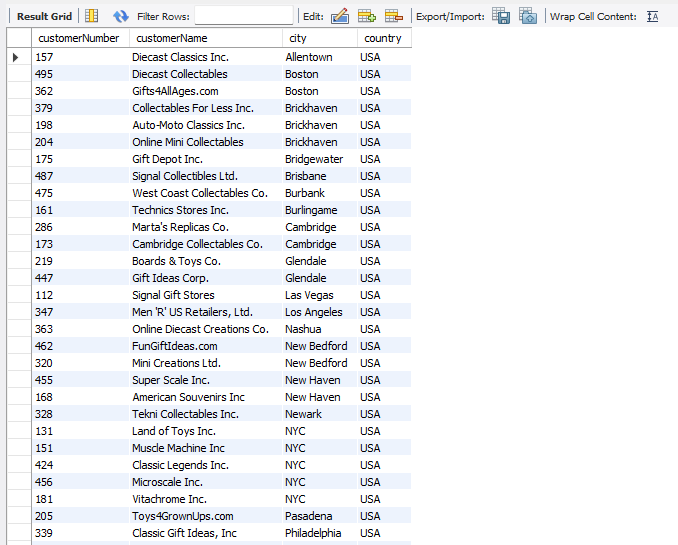 Result Grid Filter Rows: Edit: Export/Import: Wrap Cell Content: IA
customerNumber customerName city country
157 Diecast Classics Inc. Allentown USA
495 Diecast Collectables Boston USA
362 Gifts4AllAges.com Boston USA
379 Collectables For Less Inc. Brickhaven USA
198 Auto-Moto Classics Inc. Brickhaven USA
204 Online Mini Collectables Brickhaven USA
175 Gift Depot Inc. Bridgewater USA
487 Signal Collectibles Ltd. Brisbane USA
475 West Coast Collectables Co. Burbank USA
161 Technics Stores Inc. Burlingame USA
286 Marta's Replicas Co. Cambridge USA
173 Cambridge Collectables Co. Cambridge USA
219 Boards & Toys Co. Glendale USA
447 Gift Ideas Corp. Glendale USA
112 Signal Gift Stores Las Vegas USA
347 Men 'R' US Retailers, Ltd. Los Angeles USA
363 Online Diecast Creations Co. Nashua USA
462 FunGiftIdeas.com New Bedford USA
320 Mini Creations Ltd. New Bedford USA
455 Super Scale Inc. New Haven USA
168 American Souvenirs Inc New Haven USA
328 Tekni Collectables Inc. Newark USA
131 Land of Toys Inc. NYC USA
151 Muscle Machine Inc NYC USA
424 Classic Legends Inc. NYC USA
456 Microscale Inc. NYC USA
181 Vitachrome Inc. NYC USA
205 Toys4GrownUps.com Pasadena USA
339 Classic Gift Ideas, Inc Philadelphia USA